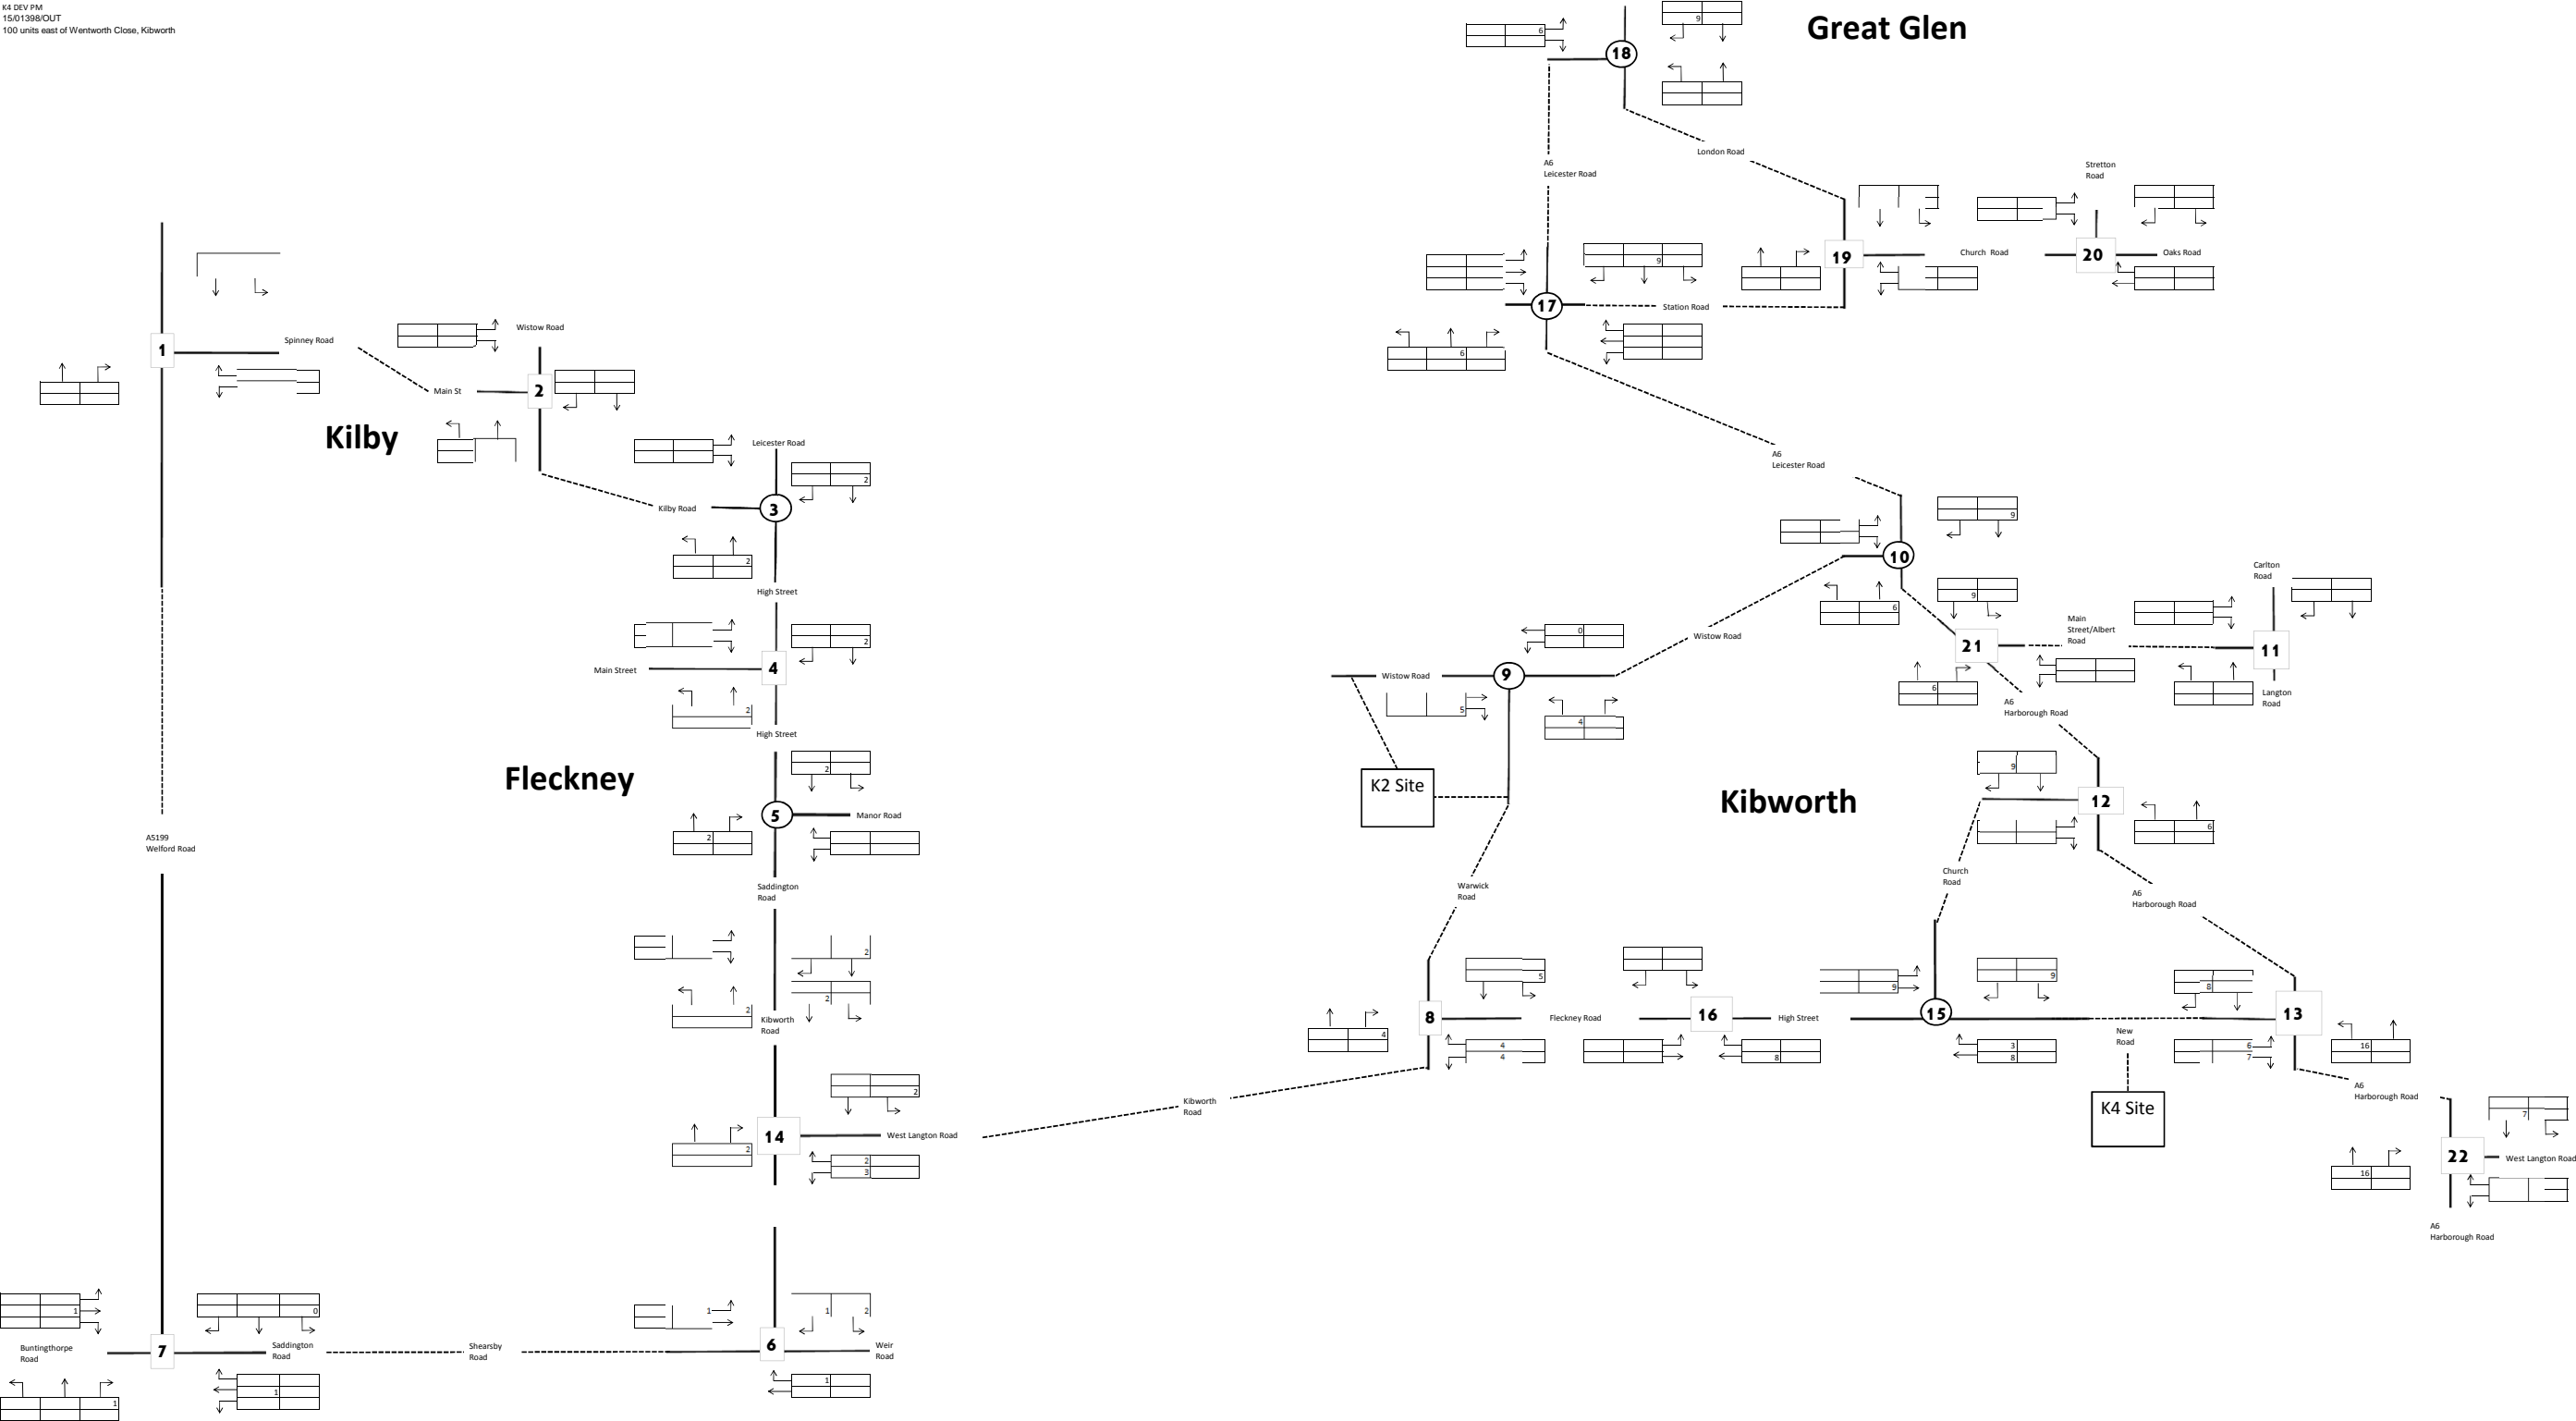 K4 DEV PM
15/01398/OUT
100 units east of Wentworth Close, Kibworth
Great Glen
9
6
18
London Road
A6
Leicester Road
Stretton
Road
19
Church Road
20
Oaks Road
9
17
Station Road
6
1
Spinney Road
Wistow Road
Main St
2
Kilby
Leicester Road
2
Kilby Road
3
2
High Street
A6
Leicester Road
9
10
6
9
Carlton
Road
Main
Street/Albert
Road
21
11
6
Langton
Road
A6
Harborough Road
2
Main Street
4
2
High Street
0
Wistow Road
Wistow Road
9
5
4
Fleckney
2
5
Manor Road
2
Saddington
Road
K2 Site
Kibworth
9
12
6
Church
Road
A6
Harborough Road
Warwick
Road
A5199
Welford Road
2
2
2
Kibworth
Road
5
8
Fleckney Road
4
4
4
16
High Street
8
9
9
15
3
8
New
Road
8
13
6
7
16
K4 Site
A6
Harborough Road
7
22
West Langton Road
16
A6
Harborough Road
Kibworth
Road
2
14
West Langton Road
2
2
3
1
0
Buntingthorpe
Road
7
Saddington
Road
1
1
Shearsby
Road
1
1
2
6
Weir
Road
1